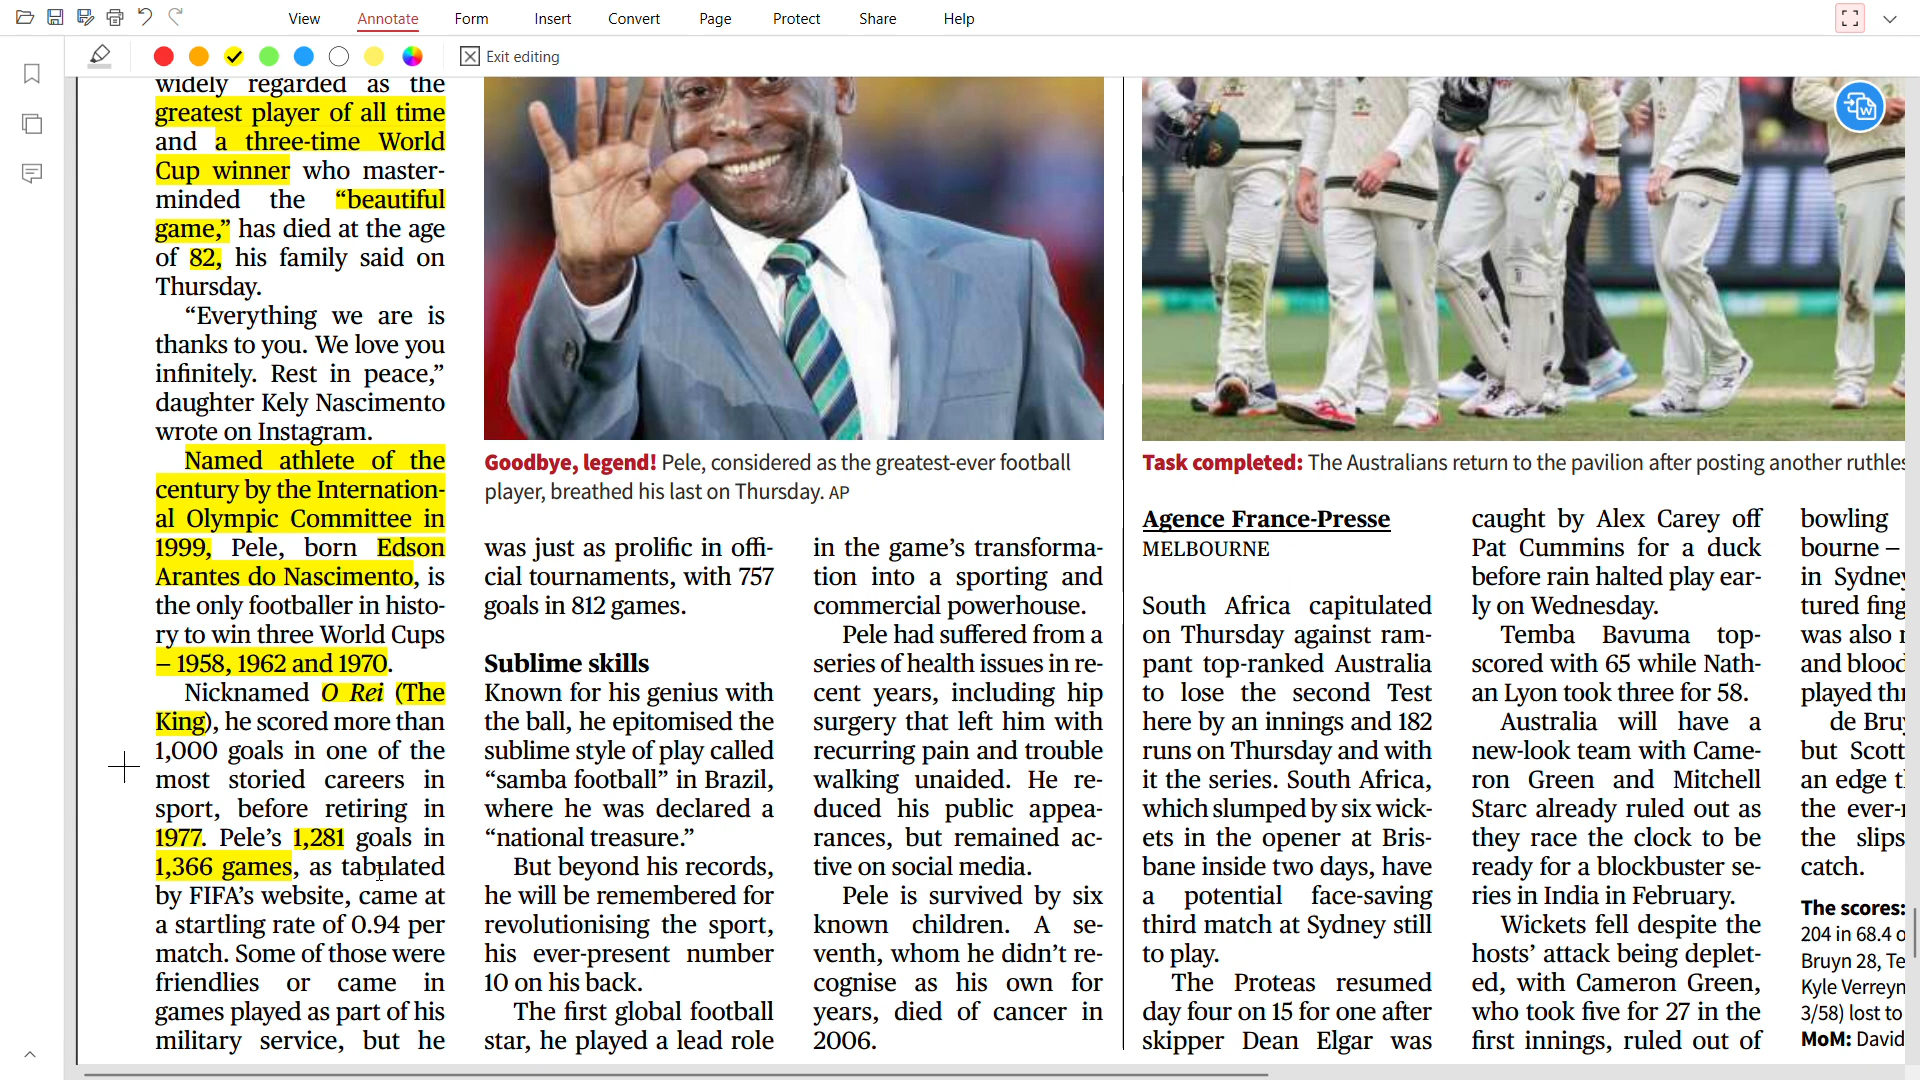 View Annotate Form Insert Convert Page Protect Share Help
Exit editing
widely regarded as the
greatest player of all time
and a three-time World
Cup winner who master-
minded the “beautiful
game,” has died at the age
of 82, his family said on
Thursday.
“Everything we are is
thanks to you. We love you
infinitely. Rest in peace,”
daughter Kely Nascimento
wrote on Instagram.
Named athlete of the
century by the Internation-
al Olympic Committee in
1999, Pele, born Edson
Arantes do Nascimento, is
the only footballer in histo-
ry to win three World Cups
– 1958, 1962 and 1970.
Nicknamed O Rei (The
King), he scored more than
1,000 goals in one of the
most storied careers in
sport, before retiring in
1977. Pele’s 1,281 goals in
1,366 games, as tabulated
by FIFA’s website, came at
a startling rate of 0.94 per
match. Some of those were
friendlies or came in
games played as part of his
military service, but he
Goodbye, legend! Pele, considered as the greatest-ever football
player, breathed his last on Thursday. AP
was just as prolific in offi-
cial tournaments, with 757
goals in 812 games.
Sublime skills
Known for his genius with
the ball, he epitomised the
sublime style of play called
“samba football” in Brazil,
where he was declared a
“national treasure.”
But beyond his records,
he will be remembered for
revolutionising the sport,
his ever-present number
10 on his back.
The first global football
star, he played a lead role
in the game’s transforma-
tion into a sporting and
commercial powerhouse.
Pele had suffered from a
series of health issues in re-
cent years, including hip
surgery that left him with
recurring pain and trouble
walking unaided. He re-
duced his public appea-
rances, but remained ac-
tive on social media.
Pele is survived by six
known children. A se-
venth, whom he didn’t re-
cognise as his own for
years, died of cancer in
2006.
Task completed: The Australians return to the pavilion after posting another
Agence France-Presse
MELBOURNE
South Africa capitulated
on Thursday against ram-
pant top-ranked Australia
to lose the second Test
here by an innings and 182
runs on Thursday and with
it the series. South Africa,
which slumped by six wick-
ets in the opener at Bris-
bane inside two days, have
a potential face-saving
third match at Sydney still
to play.
The Proteas resumed
day four on 15 for one after
skipper Dean Elgar was
caught by Alex Carey off
Pat Cummins for a duck
before rain halted play ear-
ly on Wednesday.
Temba Bavuma top-
scored with 65 while Nath-
an Lyon took three for 58.
Australia will have a
new-look team with Came-
ron Green and Mitchell
Starc already ruled out as
they race the clock to be
ready for a blockbuster se-
ries in India in February.
Wickets fell despite the
hosts’ attack being deplet-
ed, with Cameron Green,
who took five for 27 in the
first innings, ruled out of
bowling
bourne –
in
tured
was also
and
played
de
but
an edge
the
the slips
catch.
The scores:
204 in 68.4
Bruyn 28,
Kyle
3/58) lost to
MoM: David